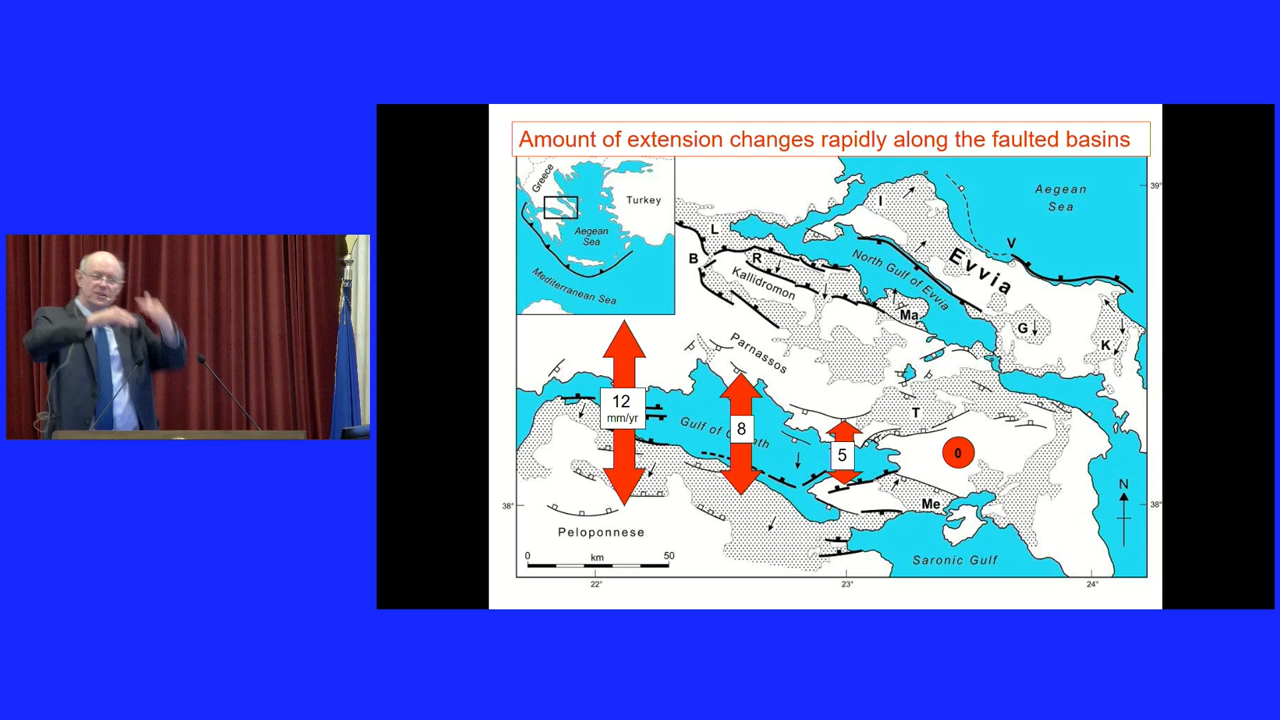 Amount of extension changes rapidly along the faulted basins
Greece
Turkey
Aegean
Sea
Mediterranean Sea
Aegean
Sea
39°
I
L
V
B
R
Evvia
North Gulf of Evvia
Kallidromon
Ma
G
K
Parnassos
12
mm/yr
8
5
0
T
Gulf of
th
N
Me
38°
38°
Peloponnese
0
km
50
Saronic Gulf
22°
23°
24°